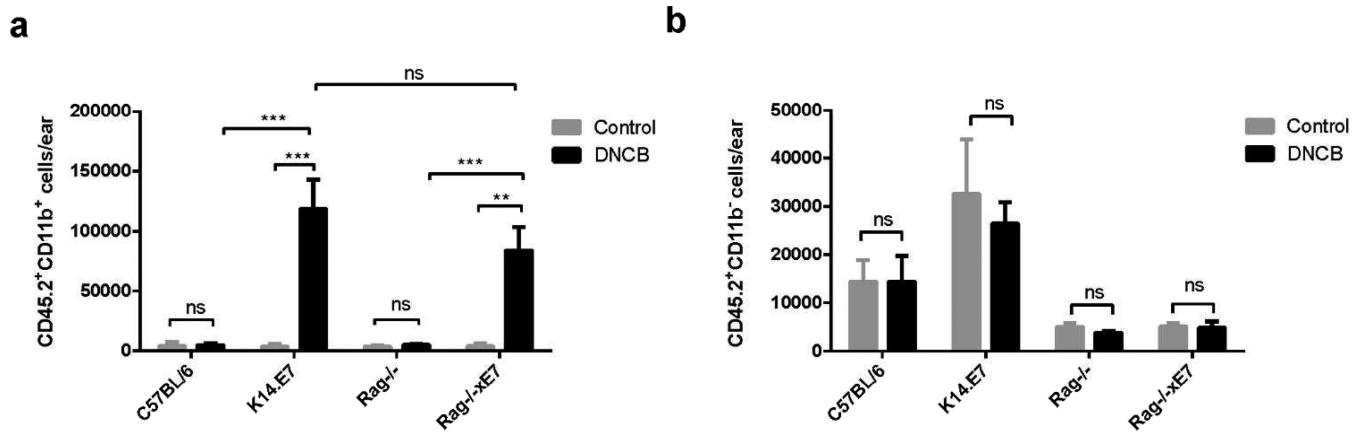 a
CD45.2⁺CD11b⁺ cells/ear
200000
150000
100000
50000
0
ns
***
***
***
**
ns
ns
Control
DNCB
C57BL/6
K14.E7
Rag-/-
Rag-/-xE7
b
CD45.2⁺CD11b⁻ cells/ear
50000
40000
30000
20000
10000
0
ns
ns
ns
ns
Control
DNCB
C57BL/6
K14.E7
Rag-/-
Rag-/-xE7